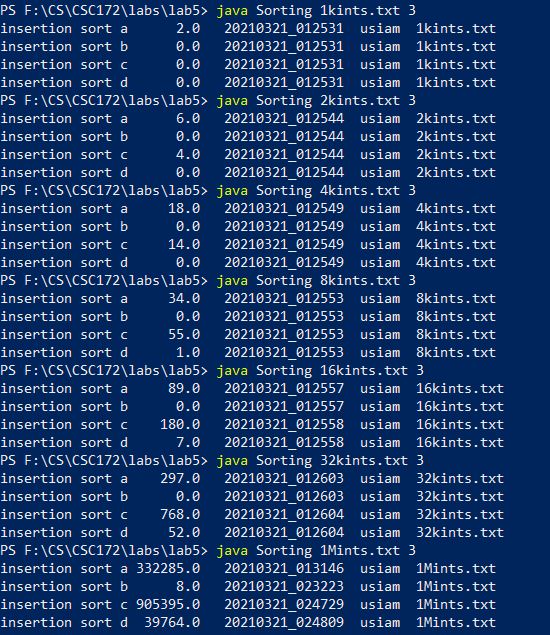 PS F:\CS\CSC172\labs\lab5> java Sorting 1kints.txt 3
insertion sort a      2.0   20210321_012531  usiam  1kints.txt
insertion sort b      0.0   20210321_012531  usiam  1kints.txt
insertion sort c      0.0   20210321_012531  usiam  1kints.txt
insertion sort d      0.0   20210321_012531  usiam  1kints.txt
PS F:\CS\CSC172\labs\lab5> java Sorting 2kints.txt 3
insertion sort a      6.0   20210321_012544  usiam  2kints.txt
insertion sort b      0.0   20210321_012544  usiam  2kints.txt
insertion sort c      4.0   20210321_012544  usiam  2kints.txt
insertion sort d      0.0   20210321_012544  usiam  2kints.txt
PS F:\CS\CSC172\labs\lab5> java Sorting 4kints.txt 3
insertion sort a     18.0   20210321_012549  usiam  4kints.txt
insertion sort b      0.0   20210321_012549  usiam  4kints.txt
insertion sort c     14.0   20210321_012549  usiam  4kints.txt
insertion sort d      0.0   20210321_012549  usiam  4kints.txt
PS F:\CS\CSC172\labs\lab5> java Sorting 8kints.txt 3
insertion sort a     34.0   20210321_012553  usiam  8kints.txt
insertion sort b      0.0   20210321_012553  usiam  8kints.txt
insertion sort c     55.0   20210321_012553  usiam  8kints.txt
insertion sort d      1.0   20210321_012553  usiam  8kints.txt
PS F:\CS\CSC172\labs\lab5> java Sorting 16kints.txt 3
insertion sort a     89.0   20210321_012557  usiam  16kints.txt
insertion sort b      0.0   20210321_012557  usiam  16kints.txt
insertion sort c    180.0   20210321_012558  usiam  16kints.txt
insertion sort d      7.0   20210321_012558  usiam  16kints.txt
PS F:\CS\CSC172\labs\lab5> java Sorting 32kints.txt 3
insertion sort a    297.0   20210321_012603  usiam  32kints.txt
insertion sort b      0.0   20210321_012603  usiam  32kints.txt
insertion sort c    768.0   20210321_012604  usiam  32kints.txt
insertion sort d     52.0   20210321_012604  usiam  32kints.txt
PS F:\CS\CSC172\labs\lab5> java Sorting 1Mints.txt 3
insertion sort a 332285.0   20210321_013146  usiam  1Mints.txt
insertion sort b      8.0   20210321_023223  usiam  1Mints.txt
insertion sort c 905395.0   20210321_024729  usiam  1Mints.txt
insertion sort d  39764.0   20210321_024809  usiam  1Mints.txt